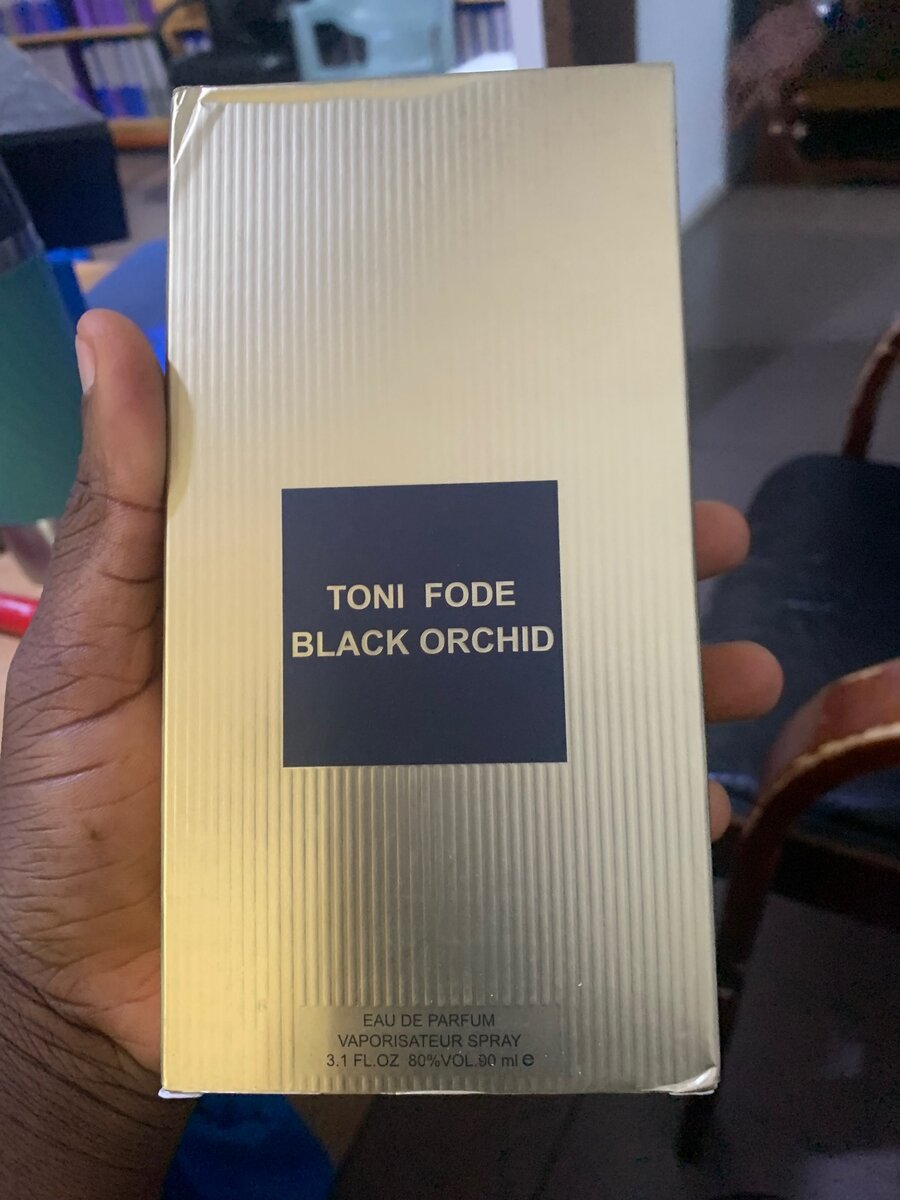 TONI FODE
BLACK ORCHID
EAU DE PARFUM
VAPORISATEUR SPRAY
3.1 FL.OZ 80%VOL.90 ml e